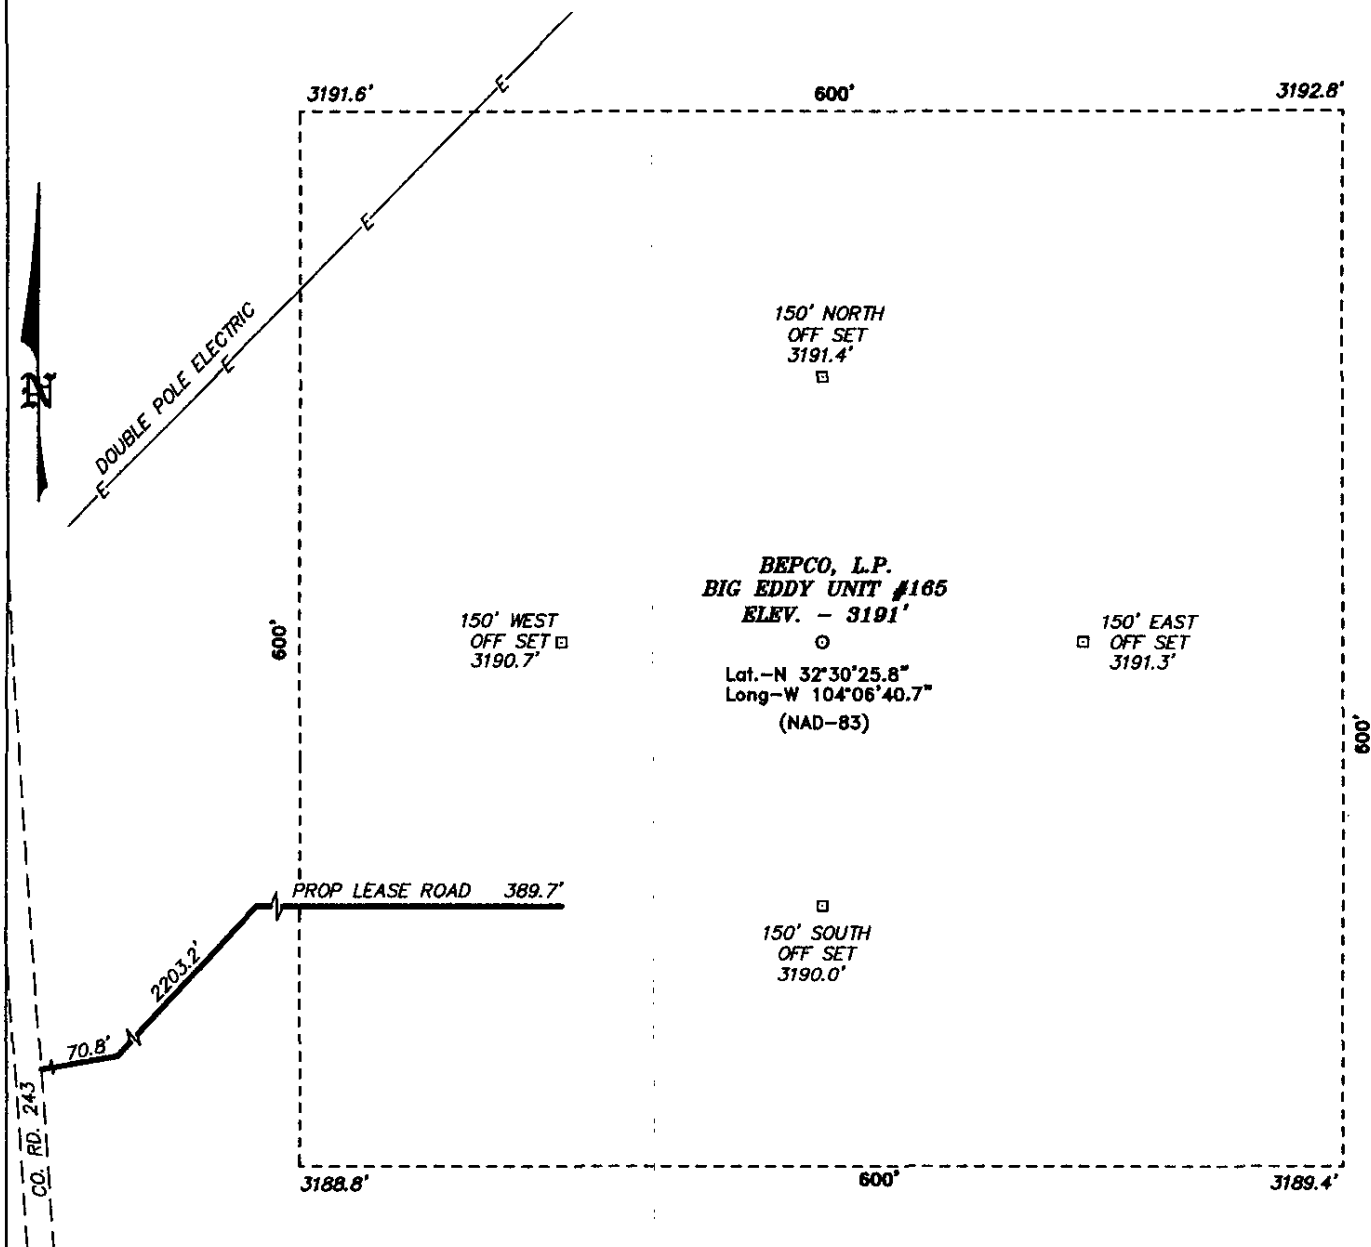 3191.6'
600'
3192.8'
E
E
E
E
DOUBLE POLE ELECTRIC
N
150' NORTH
OFF SET
3191.4'
BEPCO, L.P.
BIG EDDY UNIT #165
ELEV. - 3191'
Lat.-N 32°30'25.8"
Long-W 104°06'40.7"
(NAD-83)
150' WEST
OFF SET
3190.7'
600'
150' EAST
OFF SET
3191.3'
600'
PROP LEASE ROAD 389.7'
2203.2'
70.8'
150' SOUTH
OFF SET
3190.0'
CO. RD. 243
3188.8'
600'
3189.4'